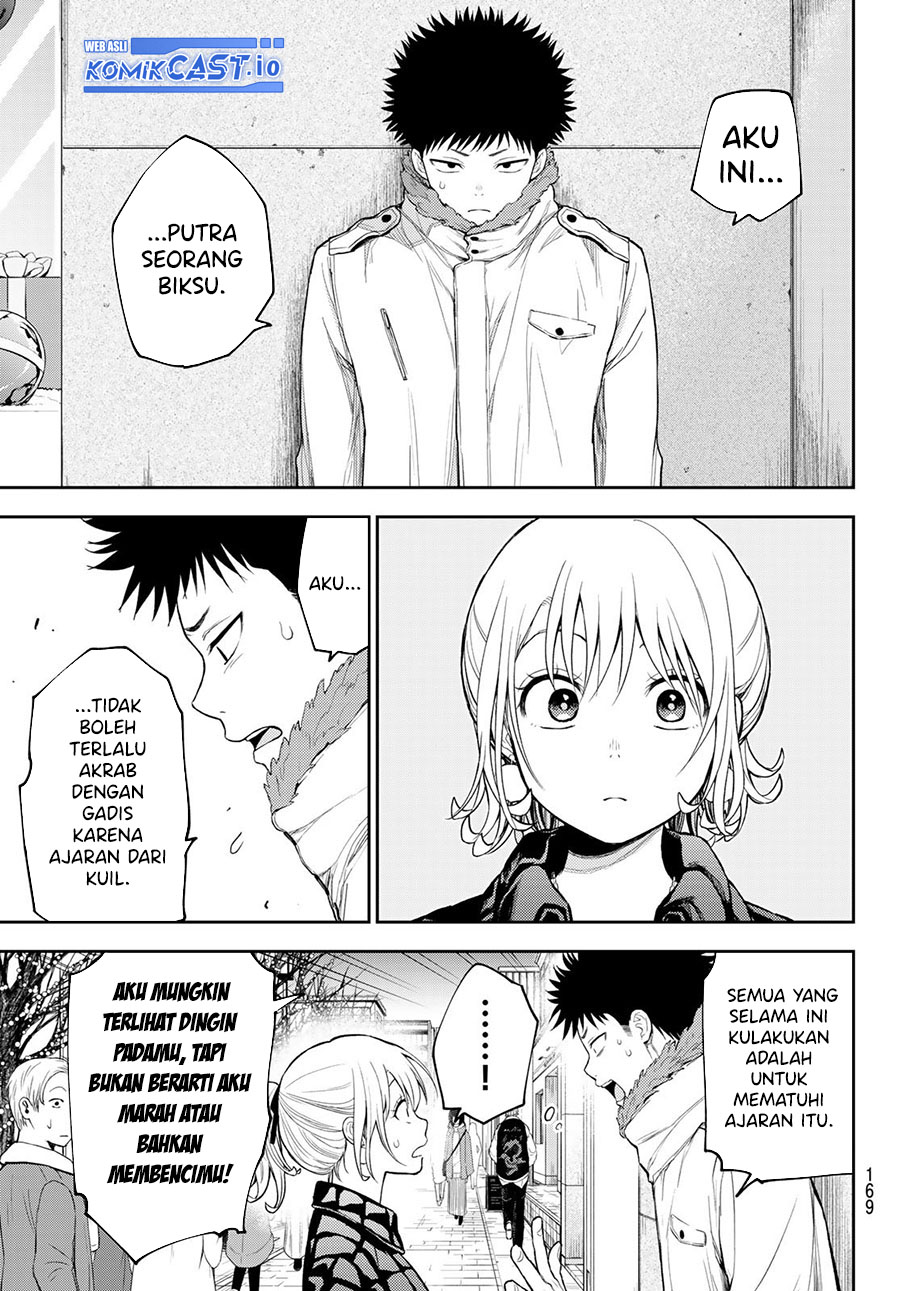 WEB ASLI
KOMIKCAST.iO
AKU
INI...
...PUTRA
SEORANG
BIKSU.
AKU...
...TIDAK
BOLEH
TERLALU
AKRAB
DENGAN
GADIS
KARENA
AJARAN DARI
KUIL.
SEMUA YANG
SELAMA INI
KULAKUKAN
ADALAH
UNTUK
MEMATUHI
AJARAN ITU.
.......!
AKU MUNGKIN
TERLIHAT DINGIN
PADAMU, TAPI
BUKAN BERARTI AKU
MARAH ATAU
BAHKAN
MEMBENCIMU!
169